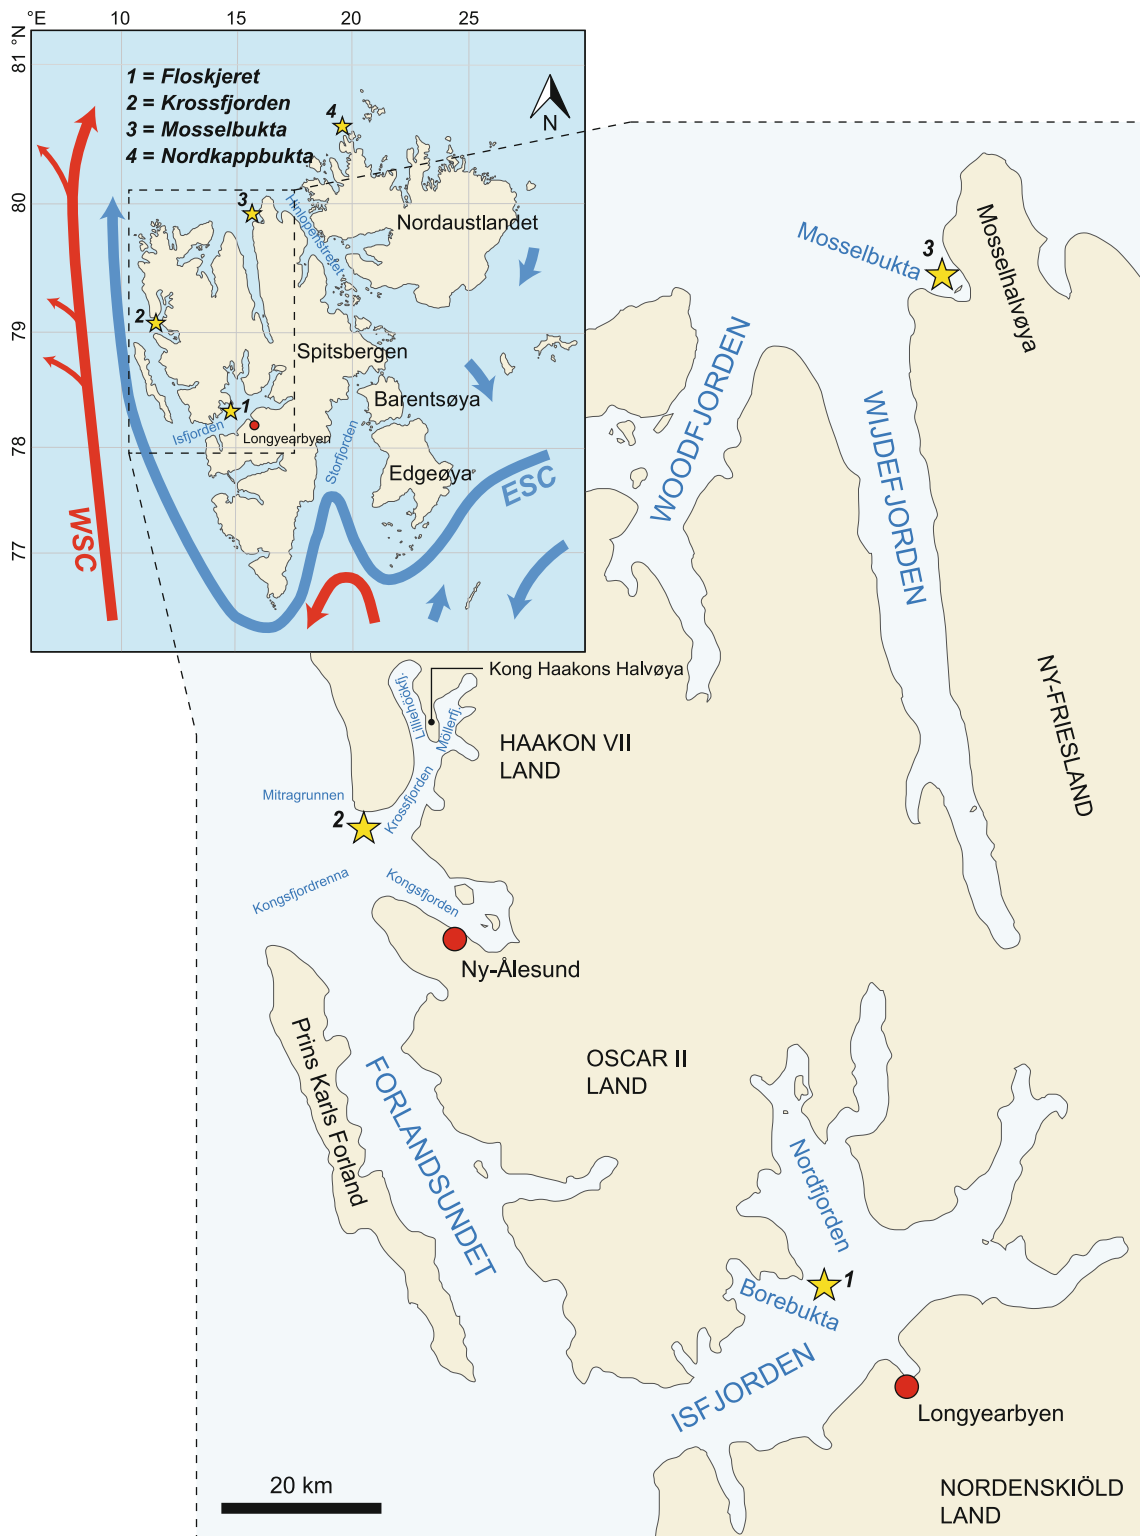 °E
10
15
20
25
81 °N
80
79
78
77
1 = Floskjeret
2 = Krossfjorden
3 = Mosselbukta
4 = Nordkappbukta
N
4
3
2
1
Hinlopenstretet
Nordaustlandet
Spitsbergen
Barentsøya
Edgeøya
Isfjorden
Longyearbyen
Storfjorden
WSC
ESC
Mosselbukta
3
Mosselhalvøya
WOODFJORDEN
WIJDEFJORDEN
NY-FRIESLAND
Kong Haakons Halvøya
Lilliehöökfj.
Möllerfj.
HAAKON VII
LAND
Mitragrunnen
Krossfjorden
2
Kongsfjordrenna
Kongsfjorden
Ny-Ålesund
Prins Karls Forland
FORLANDSUNDET
OSCAR II
LAND
Nordfjorden
1
Borebukta
ISFJORDEN
Longyearbyen
20 km
NORDENSKIÖLD
LAND